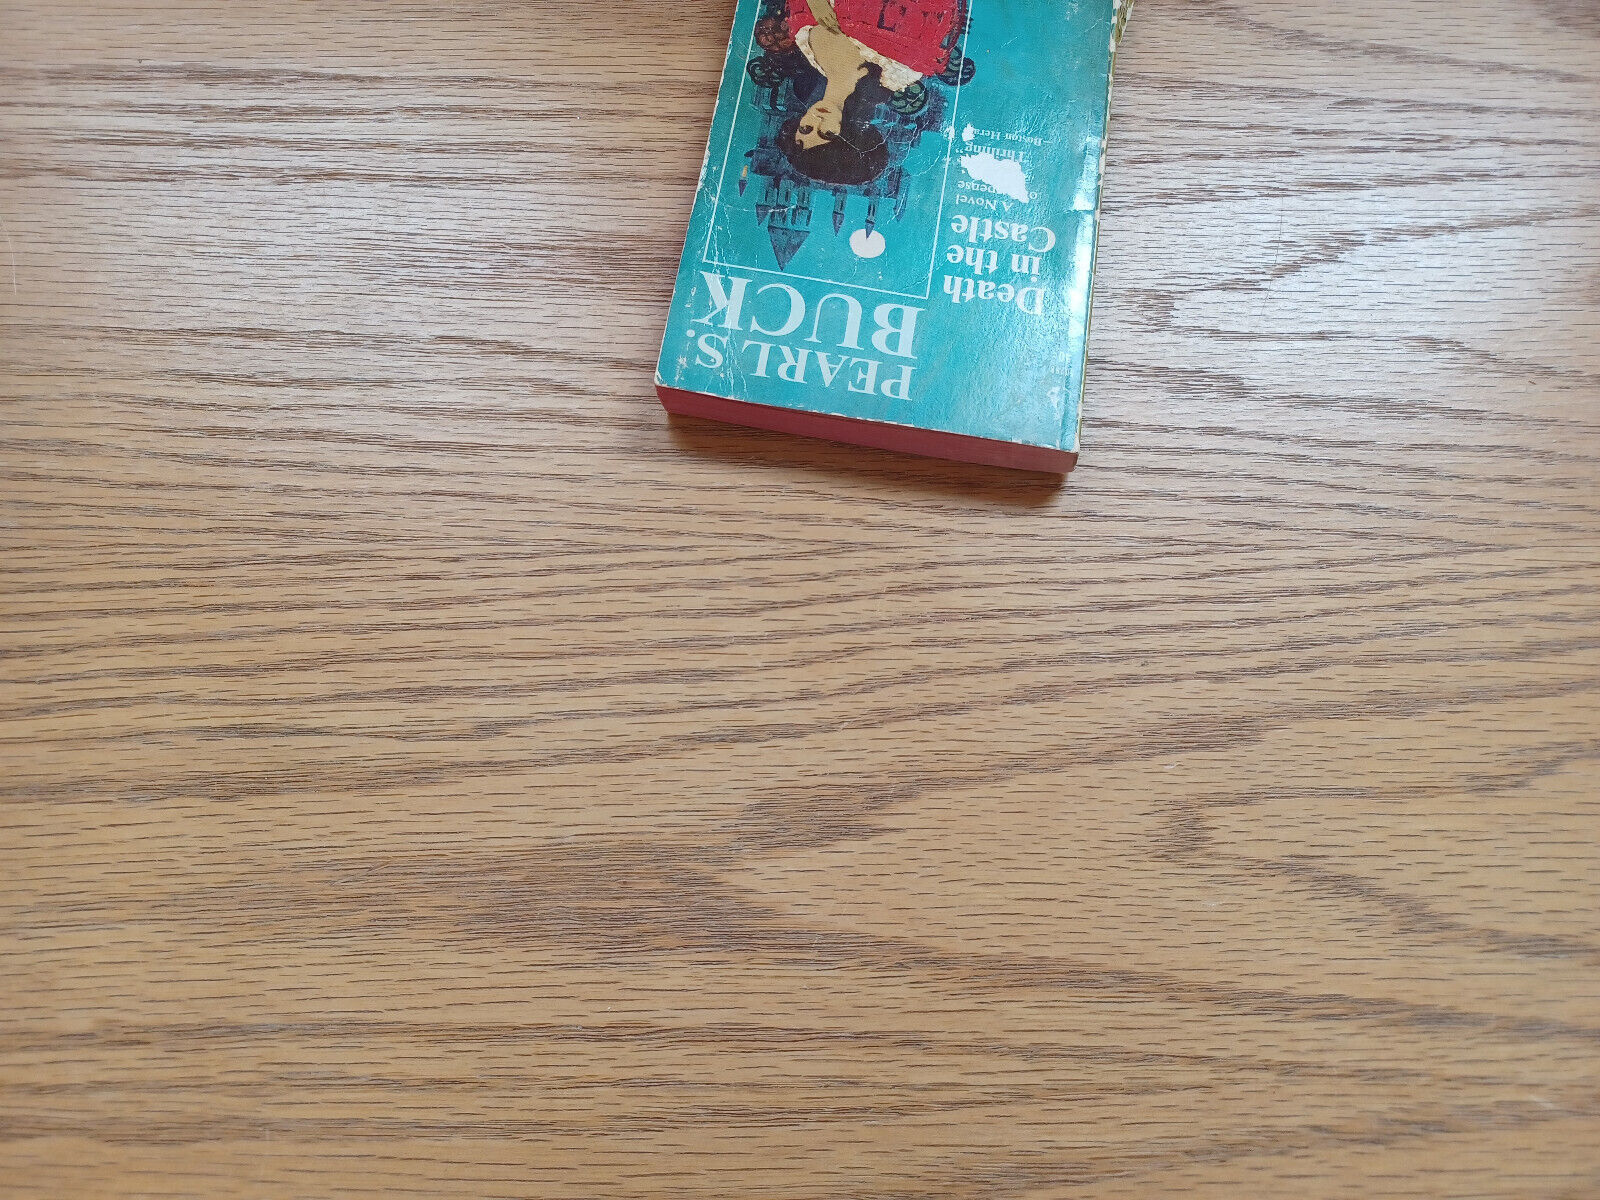 PEARL S.
BUCK
Death
in the
Castle
A Novel
Thrilling"